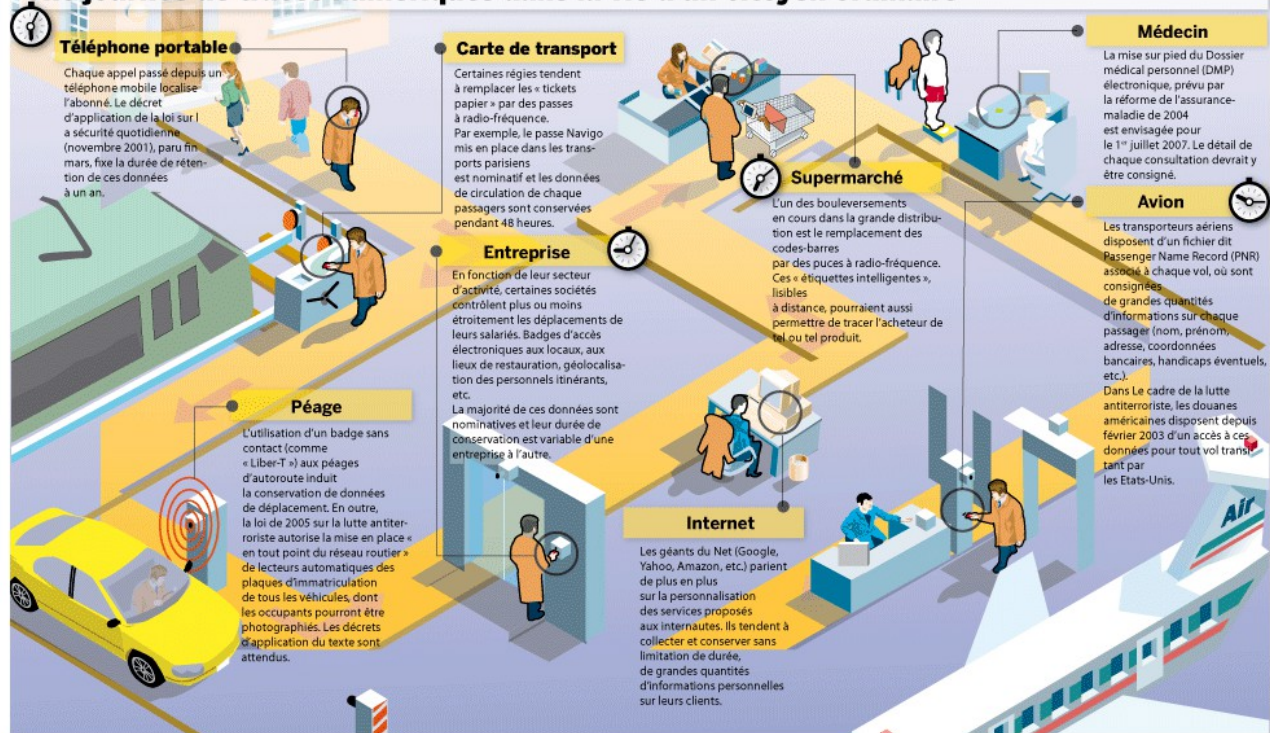 Téléphone portable
Chaque appel passé depuis un
téléphone mobile localise
l'abonné. Le décret
d'application de la loi sur l
a sécurité quotidienne
(novembre 2001), paru fin
mars, fixe la durée de réten-
tion de ces données
à un an.
Carte de transport
Certaines régies tendent
à remplacer les « tickets
papier » par des passes
à radio-fréquence.
Par exemple, le passe Navigo
mis en place dans les trans-
ports parisiens
est nominatif et les données
de circulation de chaque
passagers sont conservées
pendant 48 heures.
Médecin
La mise sur pied du Dossier
médical personnel (DMP)
électronique, prévu par
la réforme de l'assurance-
maladie de 2004
est envisagée pour
le 1er juillet 2007. Le détail de
chaque consultation devrait y
être consigné.
Supermarché
L'un des bouleversements
en cours dans la grande distribu-
tion est le remplacement des
codes-barres
par des puces à radio-fréquence.
Ces « étiquettes intelligentes »,
lisibles
à distance, pourraient aussi
permettre de tracer l'acheteur de
tel ou tel produit.
Avion
Les transporteurs aériens
disposent d'un fichier dit
Passenger Name Record (PNR)
associé à chaque vol, où sont
consignées
de grandes quantités
d'informations sur chaque
passager (nom, prénom,
adresse, coordonnées
bancaires, handicaps éventuels,
etc.).
Dans Le cadre de la lutte
antiterroriste, les douanes
américaines disposent depuis
février 2003 d'un accès à ces
données pour tout vol transi-
tant par
les Etats-Unis.
Entreprise
En fonction de leur secteur
d'activité, certaines sociétés
contrôlent plus ou moins
étroitement les déplacements de
leurs salariés. Badges d'accès
électroniques aux locaux, aux
lieux de restauration, géolocalisa-
tion des personnels itinérants,
etc.
La majorité de ces données sont
nominatives et leur durée de
conservation est variable d'une
entreprise à l'autre.
Péage
L'utilisation d'un badge sans
contact (comme
« Liber-T ») aux péages
d'autoroute induit
la conservation de données
de déplacement. En outre,
la loi de 2005 sur la lutte antiter-
roriste autorise la mise en place «
en tout point du réseau routier »
de lecteurs automatiques des
plaques d'immatriculation
de tous les véhicules, dont
les occupants pourront être
photographiés. Les décrets
d'application du texte sont
attendus.
Internet
Les géants du Net (Google,
Yahoo, Amazon, etc.) parient
de plus en plus
sur la personnalisation
des services proposés
aux internautes. Ils tendent à
collecter et conserver sans
limitation de durée,
de grandes quantités
d'informations personnelles
sur leurs clients.
Air